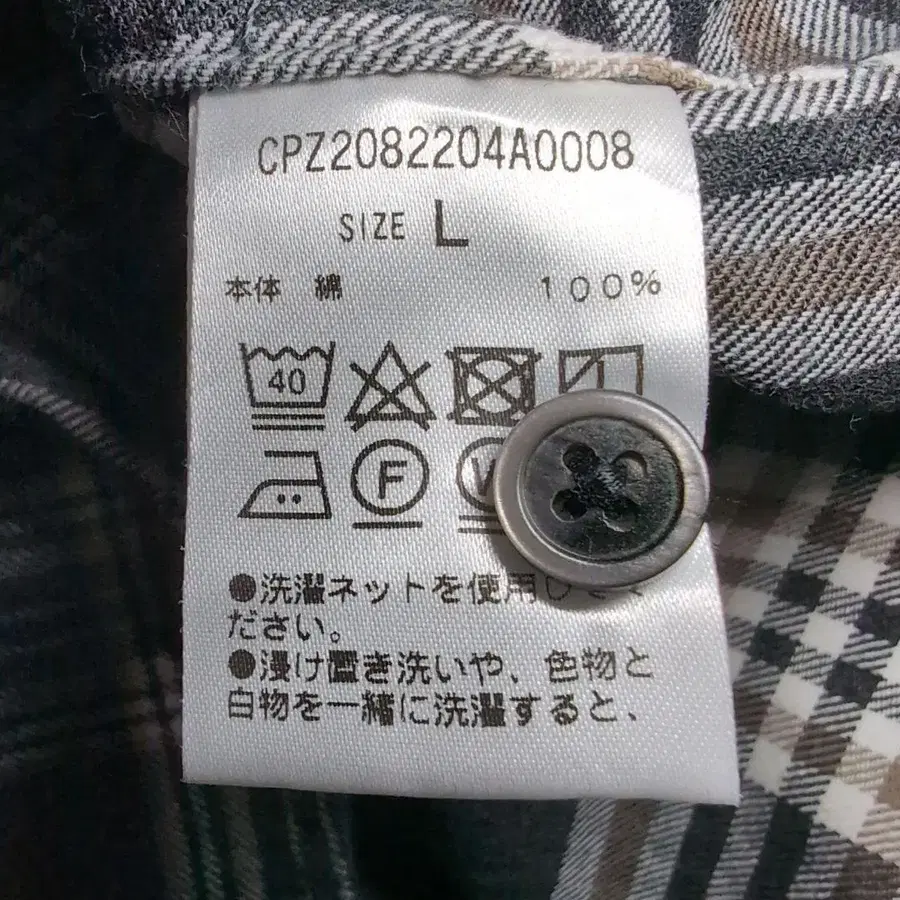 CPZ2082204A0008
SIZE L
本体 綿 100%
40
F W
●洗濯ネットを使用して く
ださい。
●浸け置き洗いや、色物と
白物を一緒に洗濯すると、